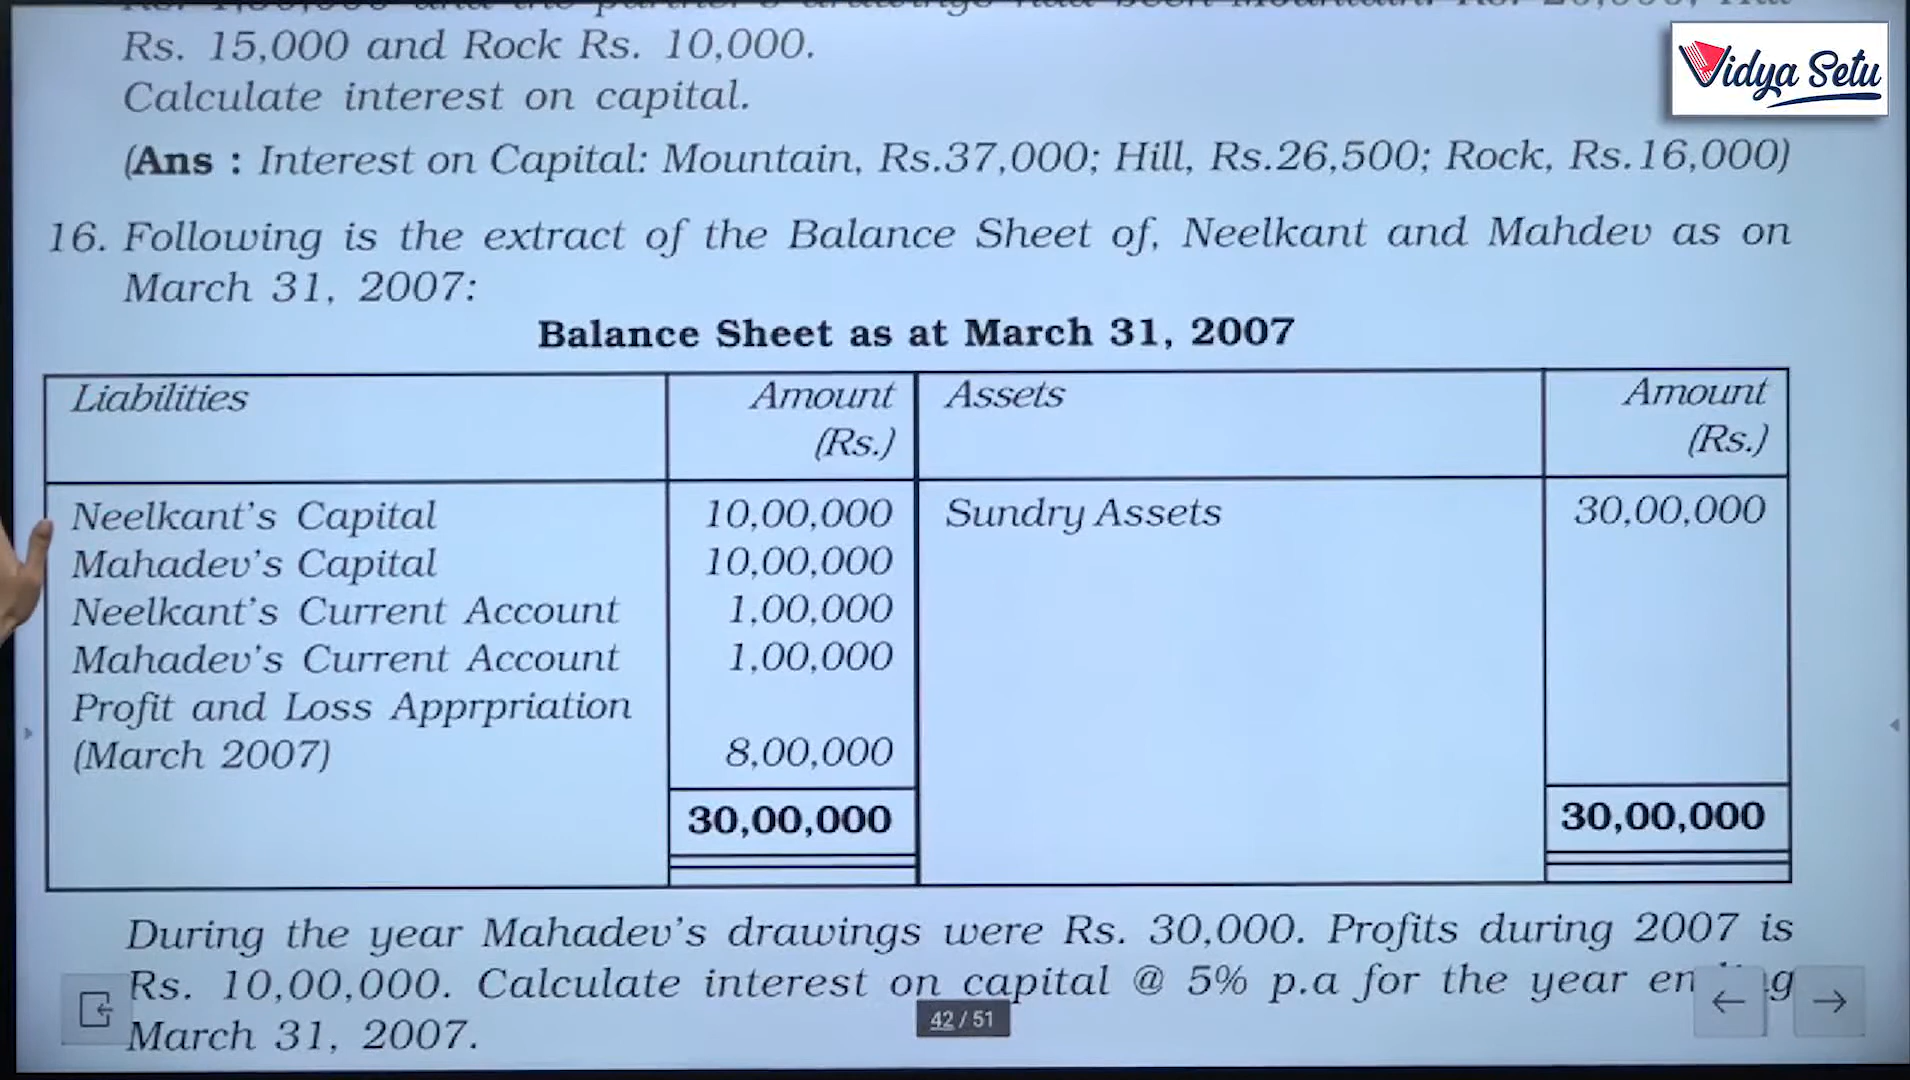 Rs. 15,000 and Rock Rs. 10,000.
Calculate interest on capital.
(Ans : Interest on Capital: Mountain, Rs.37,000; Hill, Rs.26,500; Rock, Rs.16,000)
16. Following is the extract of the Balance Sheet of, Neelkant and Mahdev as on
March 31, 2007:
Balance Sheet as at March 31, 2007
Liabilities Amount (Rs.) Assets Amount (Rs.)
Neelkant's Capital 10,00,000 Sundry Assets 30,00,000
Mahadev's Capital 10,00,000
Neelkant's Current Account 1,00,000
Mahadev's Current Account 1,00,000
Profit and Loss Apprpriation
(March 2007) 8,00,000
30,00,000 30,00,000
During the year Mahadev's drawings were Rs. 30,000. Profits during 2007 is
Rs. 10,00,000. Calculate interest on capital @ 5% p.a for the year
March 31, 2007.
42 / 51
Vidya Setu